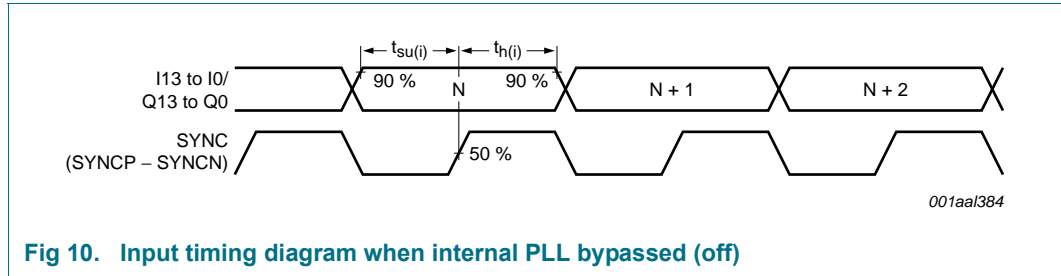 tsu(i) th(i)
I13 to I0/
Q13 to Q0
90 % N 90 % N + 1 N + 2
SYNC
(SYNCP − SYNCN)
50 %
001aal384
Fig 10. Input timing diagram when internal PLL bypassed (off)